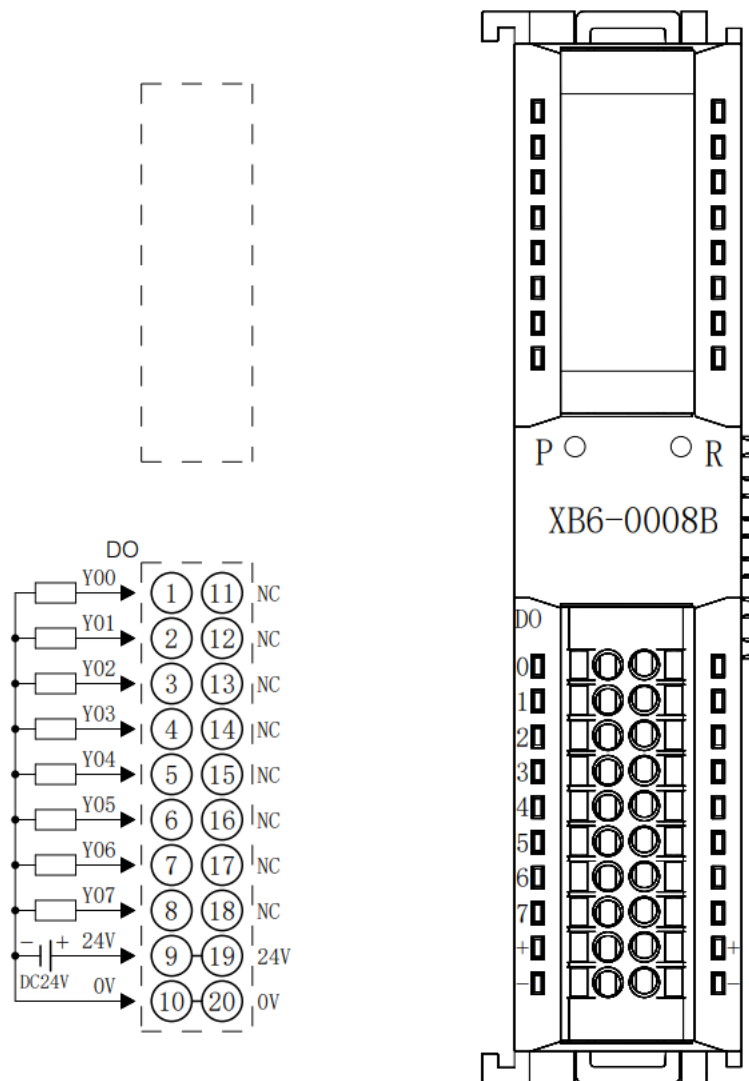 P R
XB6-0008B
DO
Y00 1 11 NC
Y01 2 12 NC
Y02 3 13 NC
Y03 4 14 NC
Y04 5 15 NC
Y05 6 16 NC
Y06 7 17 NC
Y07 8 18 NC
- + 24V 9 19 24V
DC24V 0V 10 20 0V
DO
0
1
2
3
4
5
6
7
+ +
- -